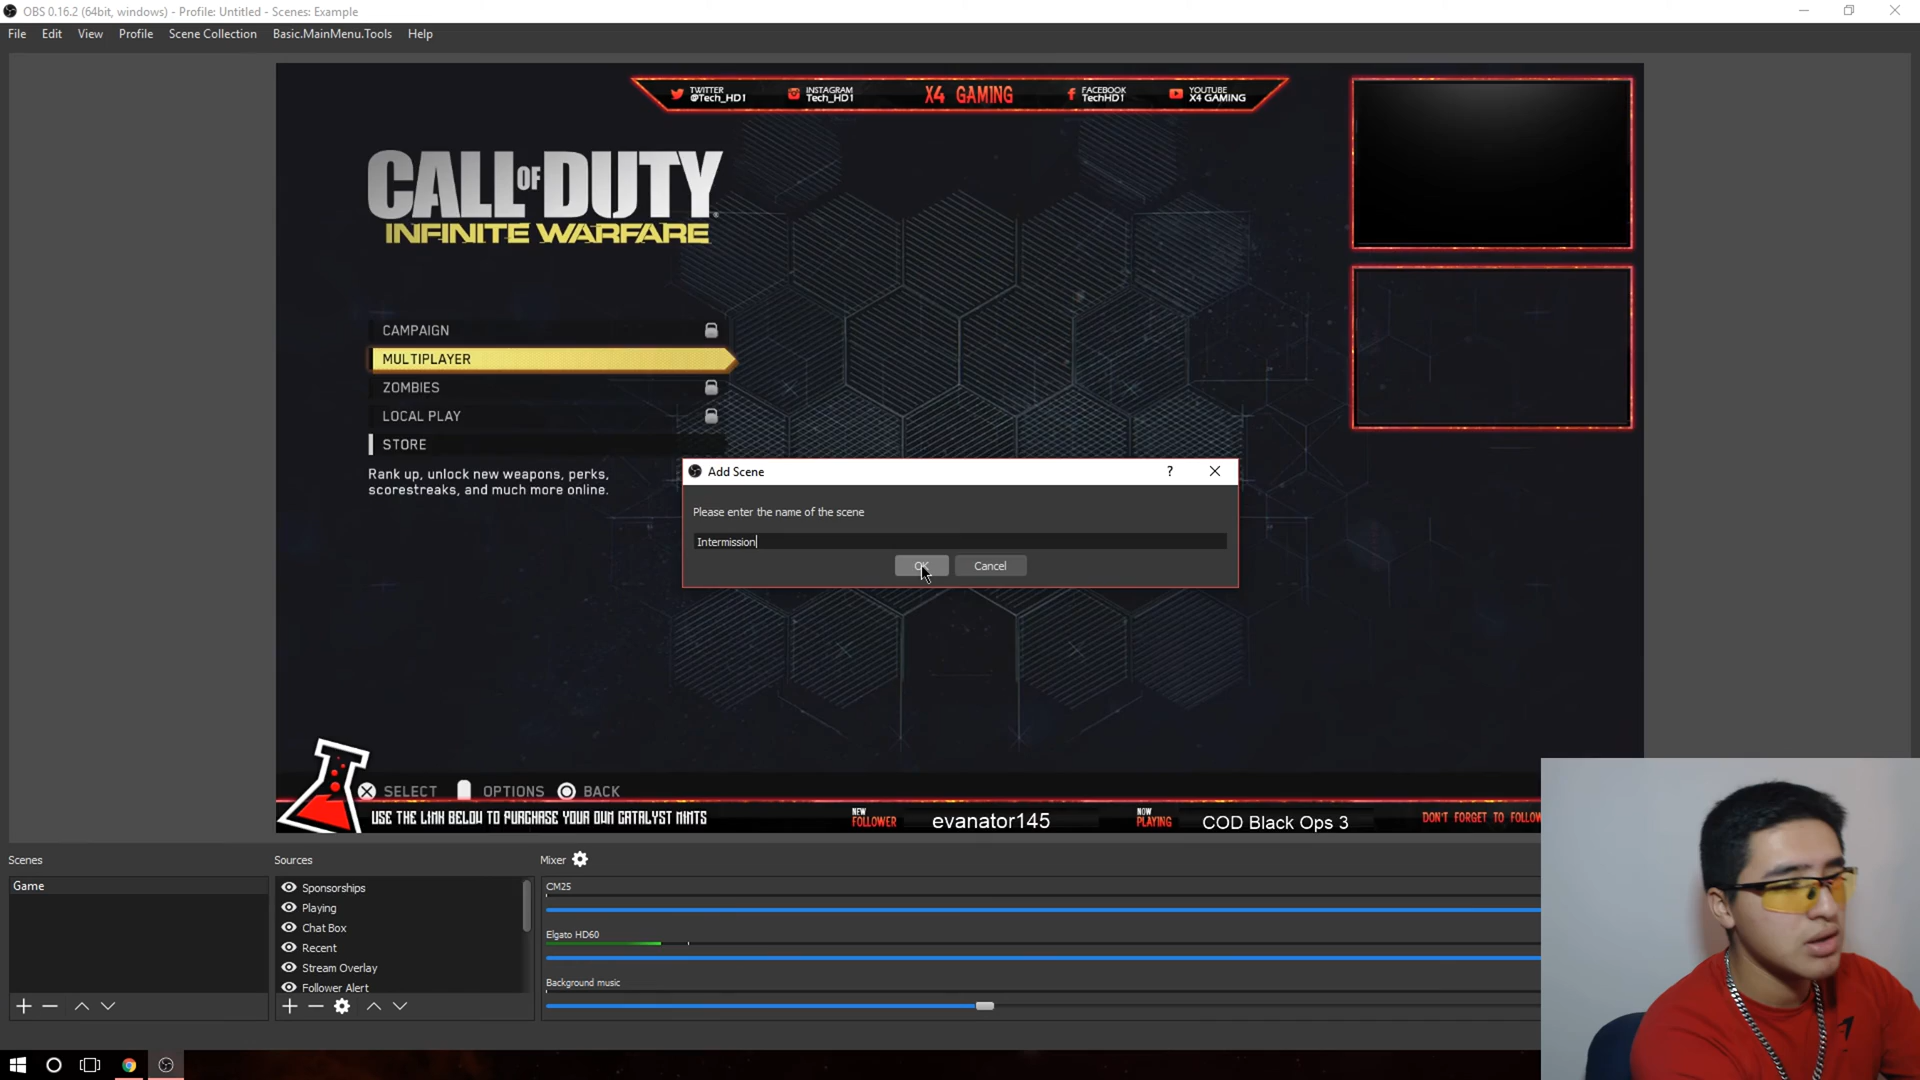 OBS 0.16.2 (64bit, windows) - Profile: Untitled - Scenes: Example
File Edit View Profile Scene Collection Basic.MainMenu.Tools Help
TWITTER
@Tech_HD1
INSTAGRAM
Tech_HD1
X4 GAMING
FACEBOOK
TechHD1
YOUTUBE
X4 GAMING
CALL OF DUTY
INFINITE WARFARE
CAMPAIGN
MULTIPLAYER
ZOMBIES
LOCAL PLAY
STORE
Rank up, unlock new weapons, perks,
scorestreaks, and much more online.
Add Scene
?
Please enter the name of the scene
Intermission
OK Cancel
SELECT OPTIONS BACK
USE THE LINK BELOW TO PURCHASE YOUR OWN CATALYST MINTS
NEW
FOLLOWER
evanator145
NOW
PLAYING
COD Black Ops 3
DON'T FORGET TO FOLLOW
Scenes
Game
Sources
Sponsorships
Playing
Chat Box
Recent
Stream Overlay
Follower Alert
Mixer
CM25
Elgato HD60
Background music